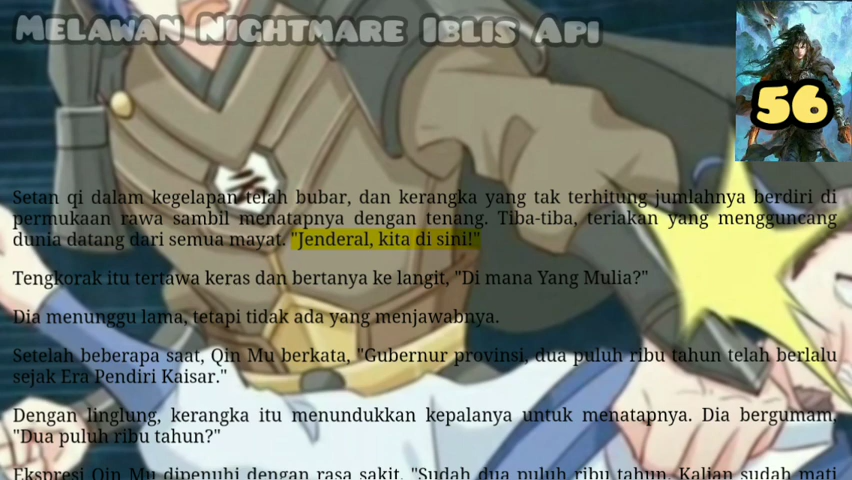 Melawan Nightmare Iblis Api
56
Setan qi dalam kegelapan telah bubar, dan kerangka yang tak terhitung jumlahnya berdiri di
permukaan rawa sambil menatapnya dengan tenang. Tiba-tiba, teriakan yang mengguncang
dunia datang dari semua mayat. "Jenderal, kita di sini!"
Tengkorak itu tertawa keras dan bertanya ke langit, "Di mana Yang Mulia?"
Dia menunggu lama, tetapi tidak ada yang menjawabnya.
Setelah beberapa saat, Qin Mu berkata, "Gubernur provinsi, dua puluh ribu tahun telah berlalu
sejak Era Pendiri Kaisar."
Dengan linglung, kerangka itu menundukkan kepalanya untuk menatapnya. Dia bergumam,
"Dua puluh ribu tahun?"
Ekspresi Qin Mu dipenuhi dengan rasa sakit. "Sudah dua puluh ribu tahun. Kalian sudah mati